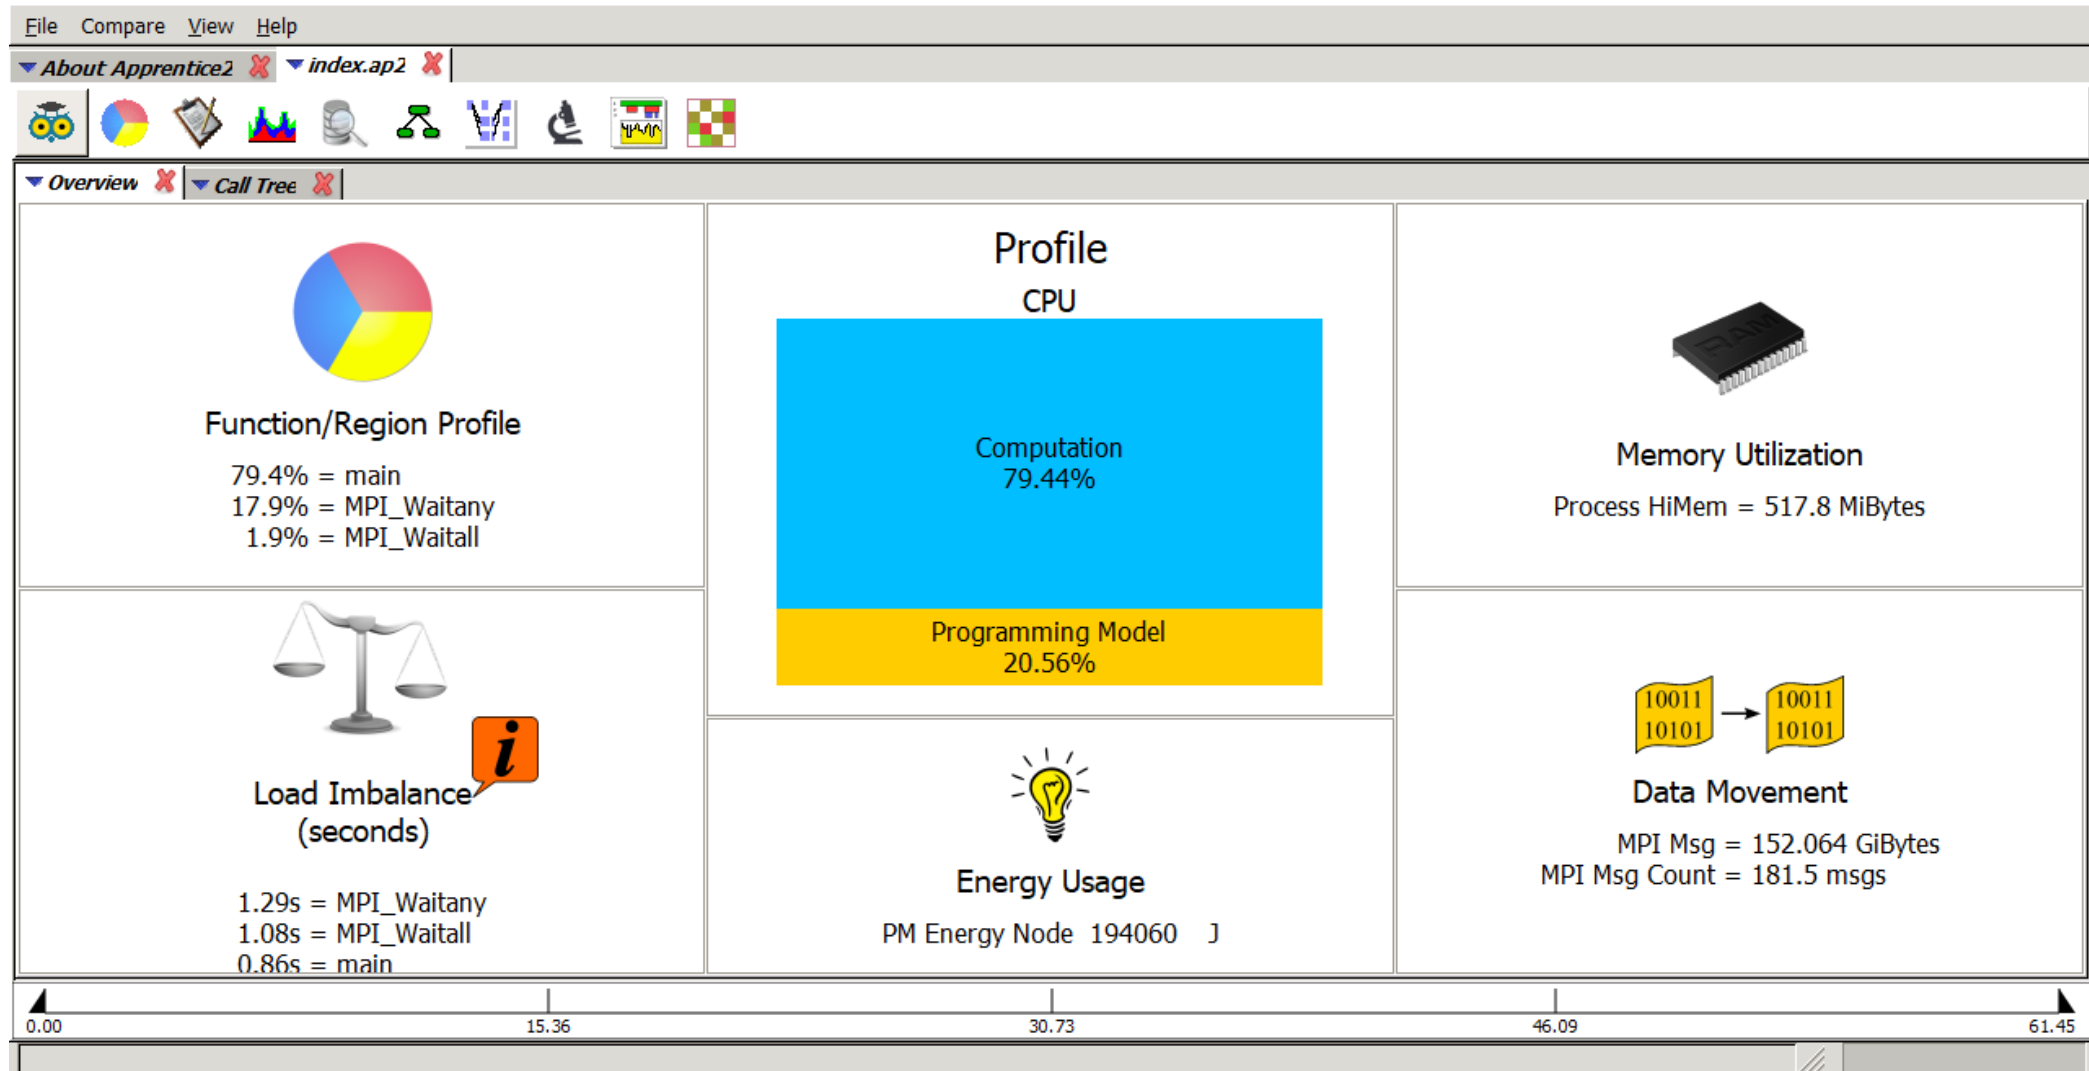 File Compare View Help
About Apprentice2 index.ap2
Overview Call Tree
Function/Region Profile
79.4% = main
17.9% = MPI_Waitany
1.9% = MPI_Waitall
Load Imbalance
(seconds)
i
1.29s = MPI_Waitany
1.08s = MPI_Waitall
0.86s = main
Profile
CPU
Computation
79.44%
Programming Model
20.56%
Energy Usage
PM Energy Node 194060 J
RAM
Memory Utilization
Process HiMem = 517.8 MiBytes
10011 10011
10101 10101
Data Movement
MPI Msg = 152.064 GiBytes
MPI Msg Count = 181.5 msgs
0.00 15.36 30.73 46.09 61.45